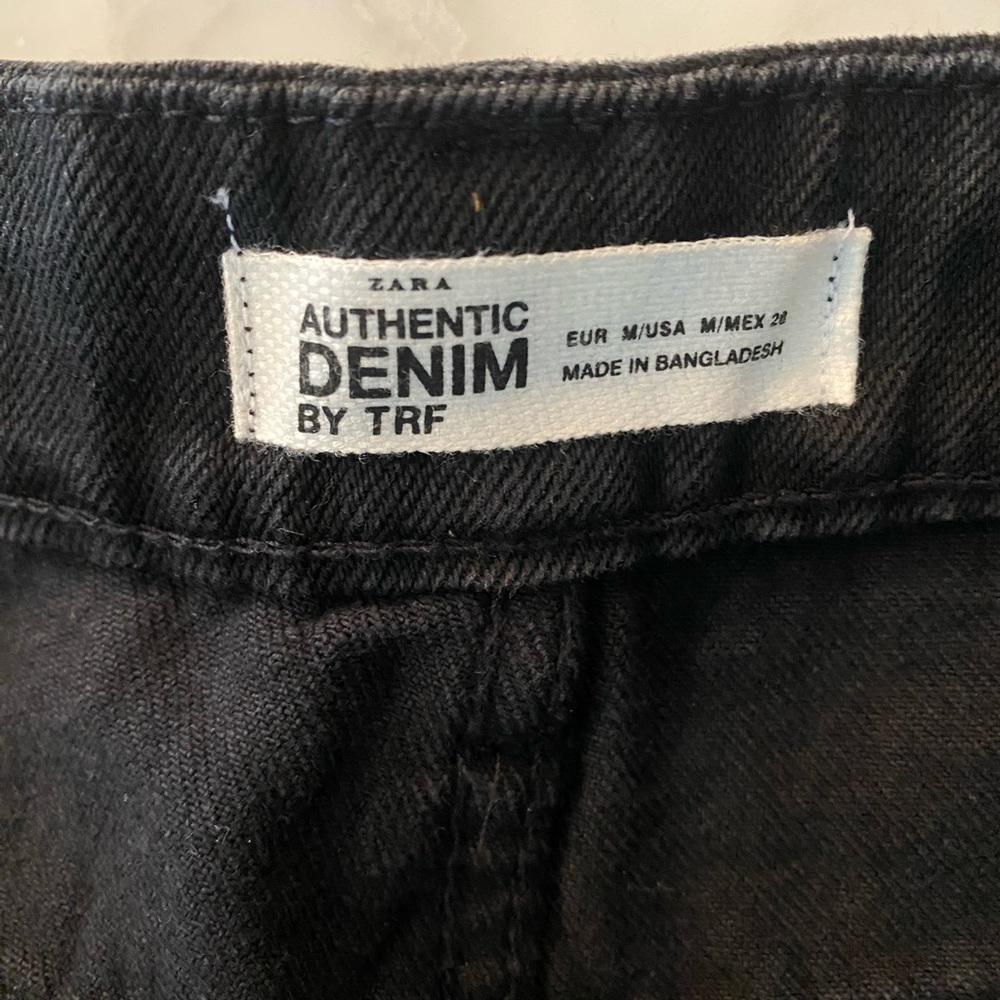 ZARA
AUTHENTIC
DENIM
BY TRF
EUR M/USA M/MEX 28
MADE IN BANGLADESH